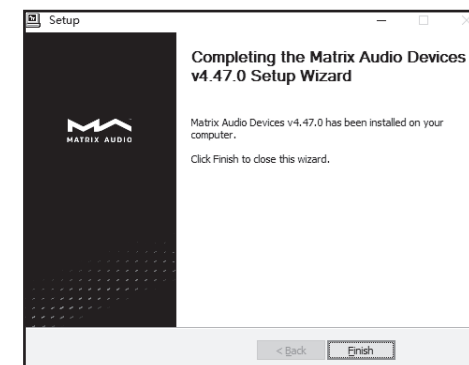 Setup
Completing the Matrix Audio Devices
v4.47.0 Setup Wizard
MATRIX AUDIO
Matrix Audio Devices v4.47.0 has been installed on your
computer.
Click Finish to close this wizard.
< Back
Finish